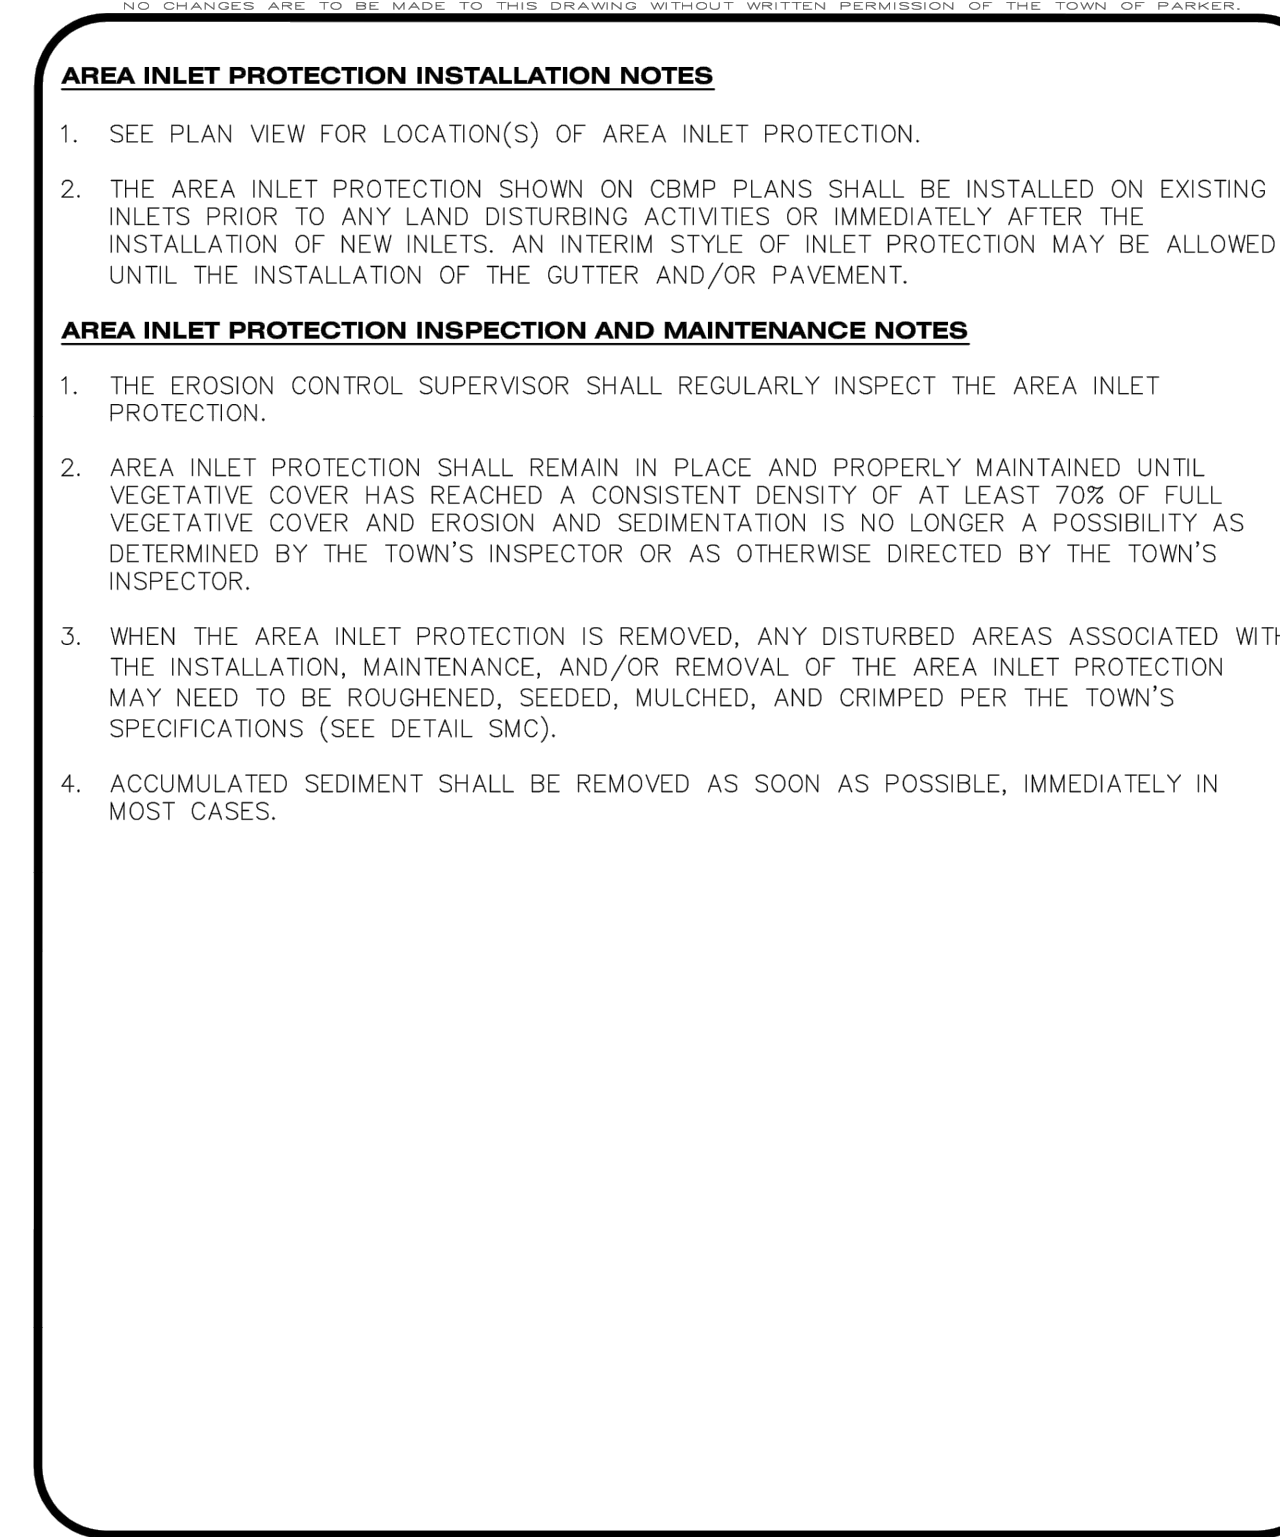 NO CHANGES ARE TO BE MADE TO THIS DRAWING WITHOUT WRITTEN PERMISSION OF THE TOWN OF PARKER.
AREA INLET PROTECTION INSTALLATION NOTES
1. SEE PLAN VIEW FOR LOCATION(S) OF AREA INLET PROTECTION.
2. THE AREA INLET PROTECTION SHOWN ON CBMP PLANS SHALL BE INSTALLED ON EXISTING
INLETS PRIOR TO ANY LAND DISTURBING ACTIVITIES OR IMMEDIATELY AFTER THE
INSTALLATION OF NEW INLETS. AN INTERIM STYLE OF INLET PROTECTION MAY BE ALLOWED
UNTIL THE INSTALLATION OF THE GUTTER AND/OR PAVEMENT.
AREA INLET PROTECTION INSPECTION AND MAINTENANCE NOTES
1. THE EROSION CONTROL SUPERVISOR SHALL REGULARLY INSPECT THE AREA INLET
PROTECTION.
2. AREA INLET PROTECTION SHALL REMAIN IN PLACE AND PROPERLY MAINTAINED UNTIL
VEGETATIVE COVER HAS REACHED A CONSISTENT DENSITY OF AT LEAST 70% OF FULL
VEGETATIVE COVER AND EROSION AND SEDIMENTATION IS NO LONGER A POSSIBILITY AS
DETERMINED BY THE TOWN'S INSPECTOR OR AS OTHERWISE DIRECTED BY THE TOWN'S
INSPECTOR.
3. WHEN THE AREA INLET PROTECTION IS REMOVED, ANY DISTURBED AREAS ASSOCIATED WITH
THE INSTALLATION, MAINTENANCE, AND/OR REMOVAL OF THE AREA INLET PROTECTION
MAY NEED TO BE ROUGHENED, SEEDED, MULCHED, AND CRIMPED PER THE TOWN'S
SPECIFICATIONS (SEE DETAIL SMC).
4. ACCUMULATED SEDIMENT SHALL BE REMOVED AS SOON AS POSSIBLE, IMMEDIATELY IN
MOST CASES.